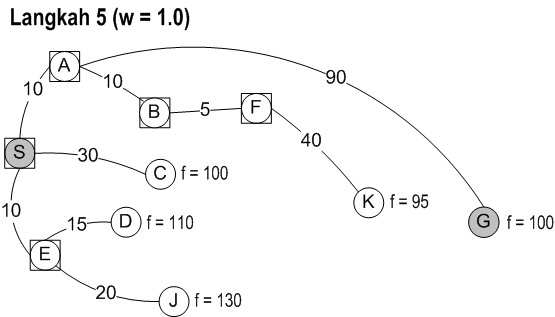 Langkah 5 (w = 1.0)
A
10
10
90
B
5
F
40
S
30
C
f = 100
K
f = 95
10
15
D
f = 110
G
f = 100
E
20
J
f = 130